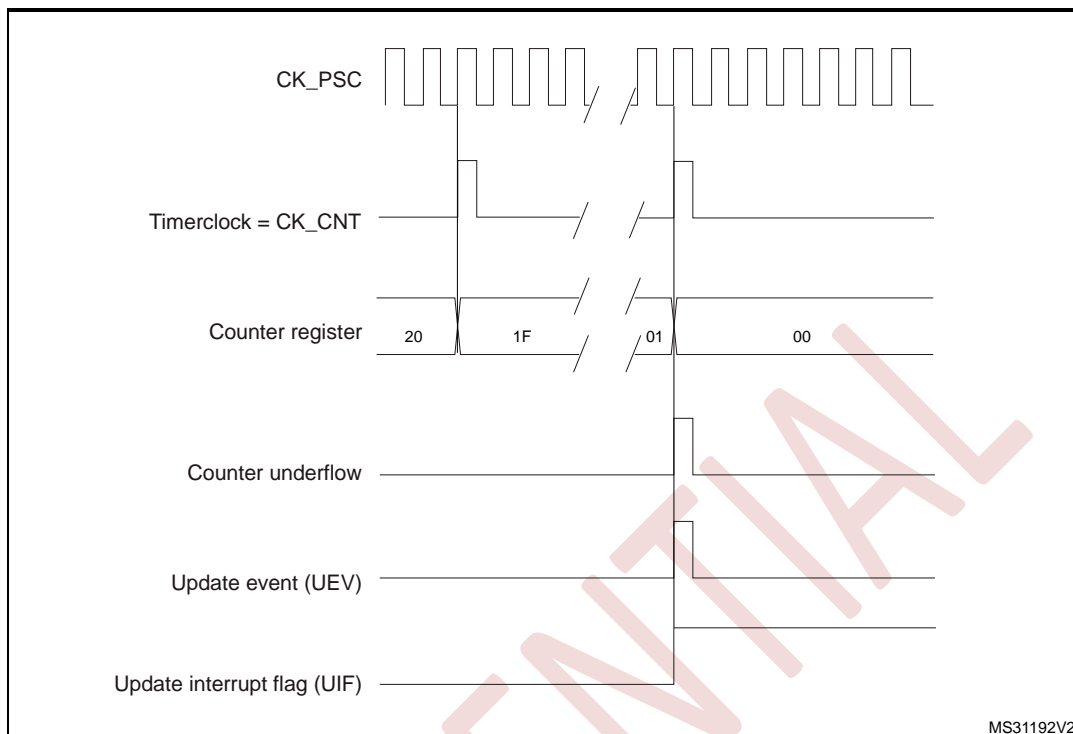 CK_PSC
Timerclock = CK_CNT
Counter register
20 1F 01 00
Counter underflow
Update event (UEV)
Update interrupt flag (UIF)
MS31192V2
ENTIAL